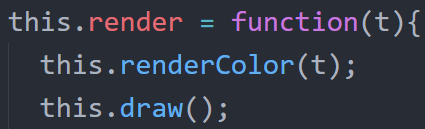 this.render = function(t){
this.renderColor(t);
this.draw();